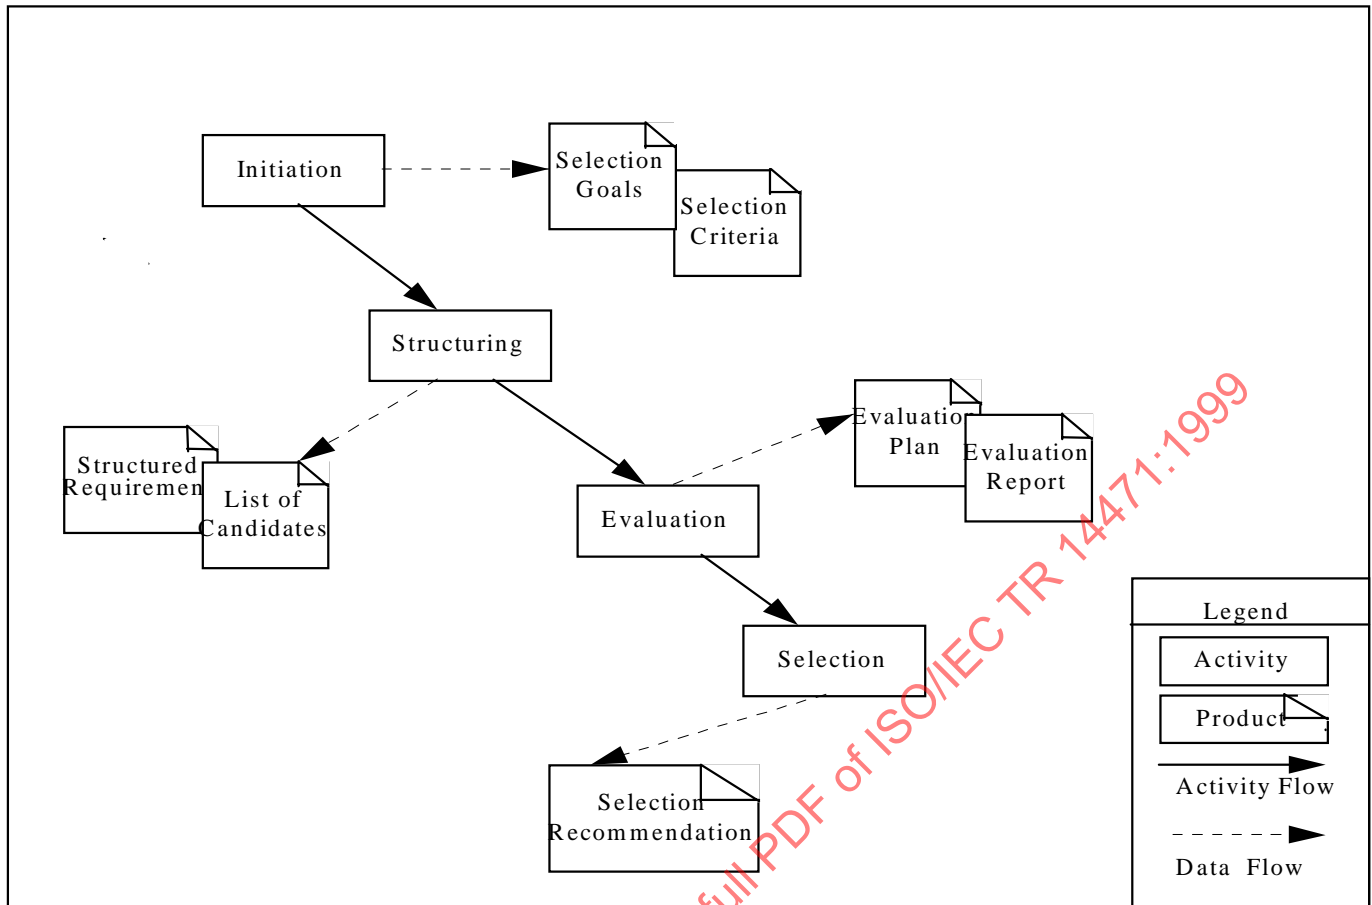 Initiation
Selection
Goals
Selection
Criteria
Structuring
Evaluation
Plan
Evaluation
Report
Structured
Requiremen
List of
Candidates
Evaluation
Selection
Selection
Recommendation
Legend
Activity
Product
Activity Flow
Data Flow
full PDF of ISO/IEC TR 14471:1999